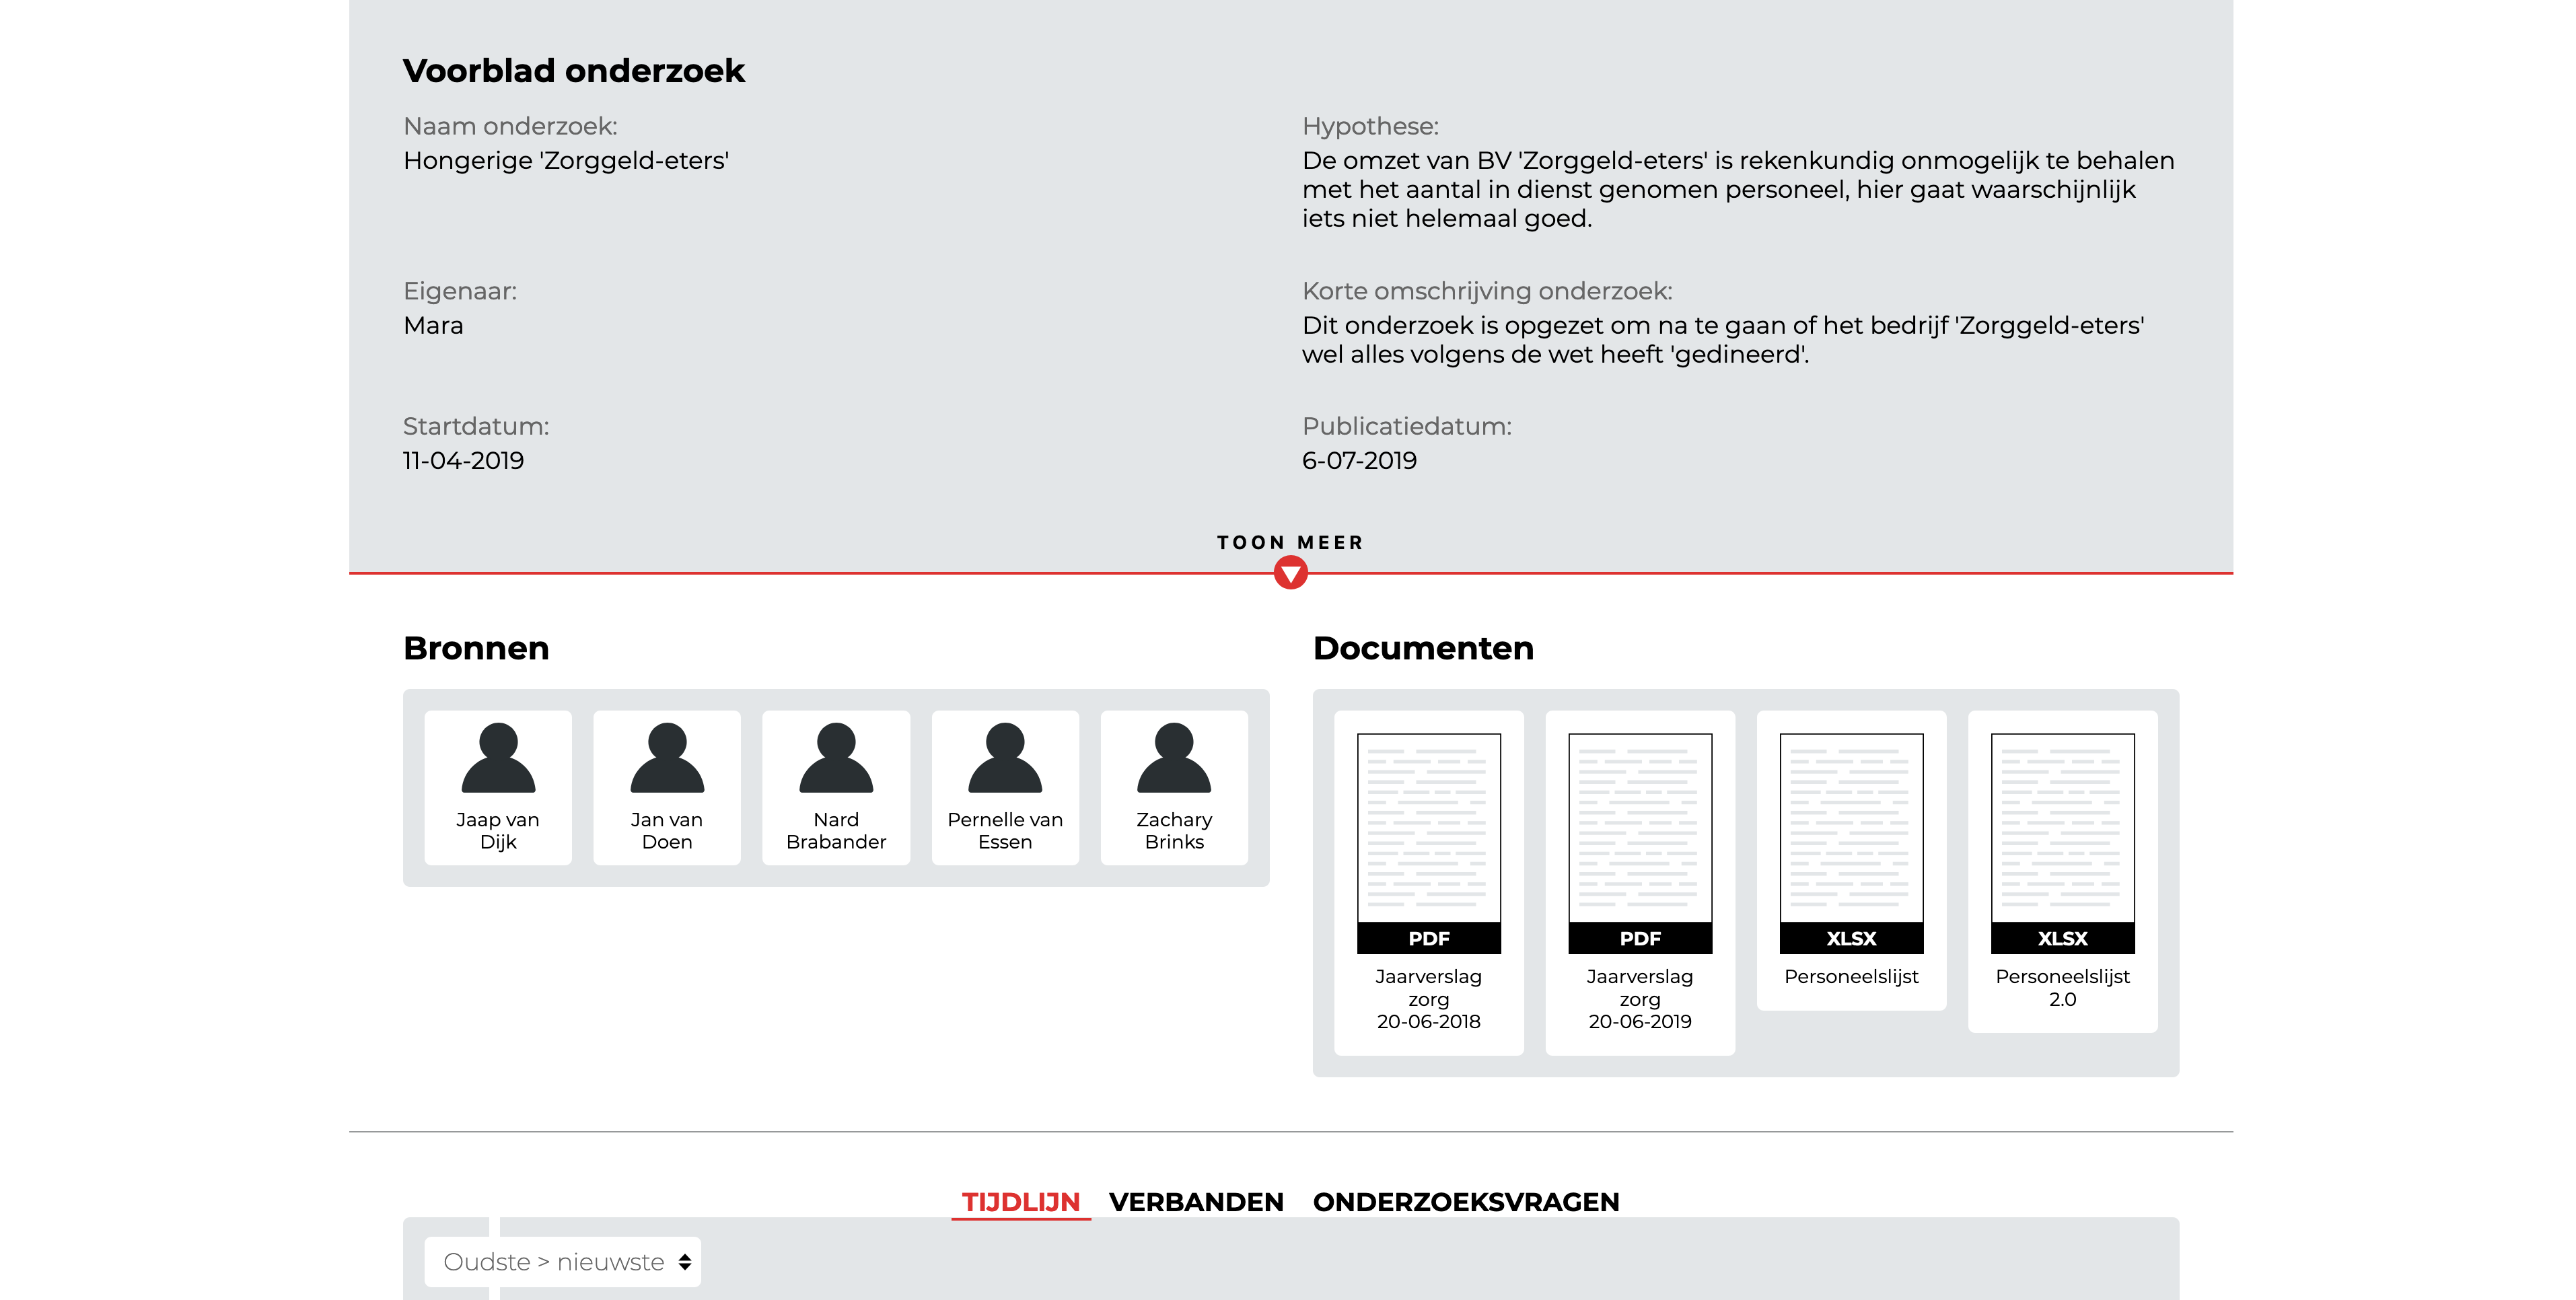 Voorblad onderzoek
Naam onderzoek:
Hongerige 'Zorggeld-eters'
Hypothese:
De omzet van BV 'Zorggeld-eters' is rekenkundig onmogelijk te behalen
met het aantal in dienst genomen personeel, hier gaat waarschijnlijk
iets niet helemaal goed.
Eigenaar:
Mara
Korte omschrijving onderzoek:
Dit onderzoek is opgezet om na te gaan of het bedrijf 'Zorggeld-eters'
wel alles volgens de wet heeft 'gedineerd'.
Startdatum:
11-04-2019
Publicatiedatum:
6-07-2019
TOON MEER
Bronnen
Jaap van
Dijk
Jan van
Doen
Nard
Brabander
Pernelle van
Essen
Zachary
Brinks
Documenten
PDF
Jaarverslag
zorg
20-06-2018
PDF
Jaarverslag
zorg
20-06-2019
XLSX
Personeelslijst
XLSX
Personeelslijst
2.0
TIJDLIJN VERBANDEN ONDERZOEKSVRAGEN
Oudste > nieuwste